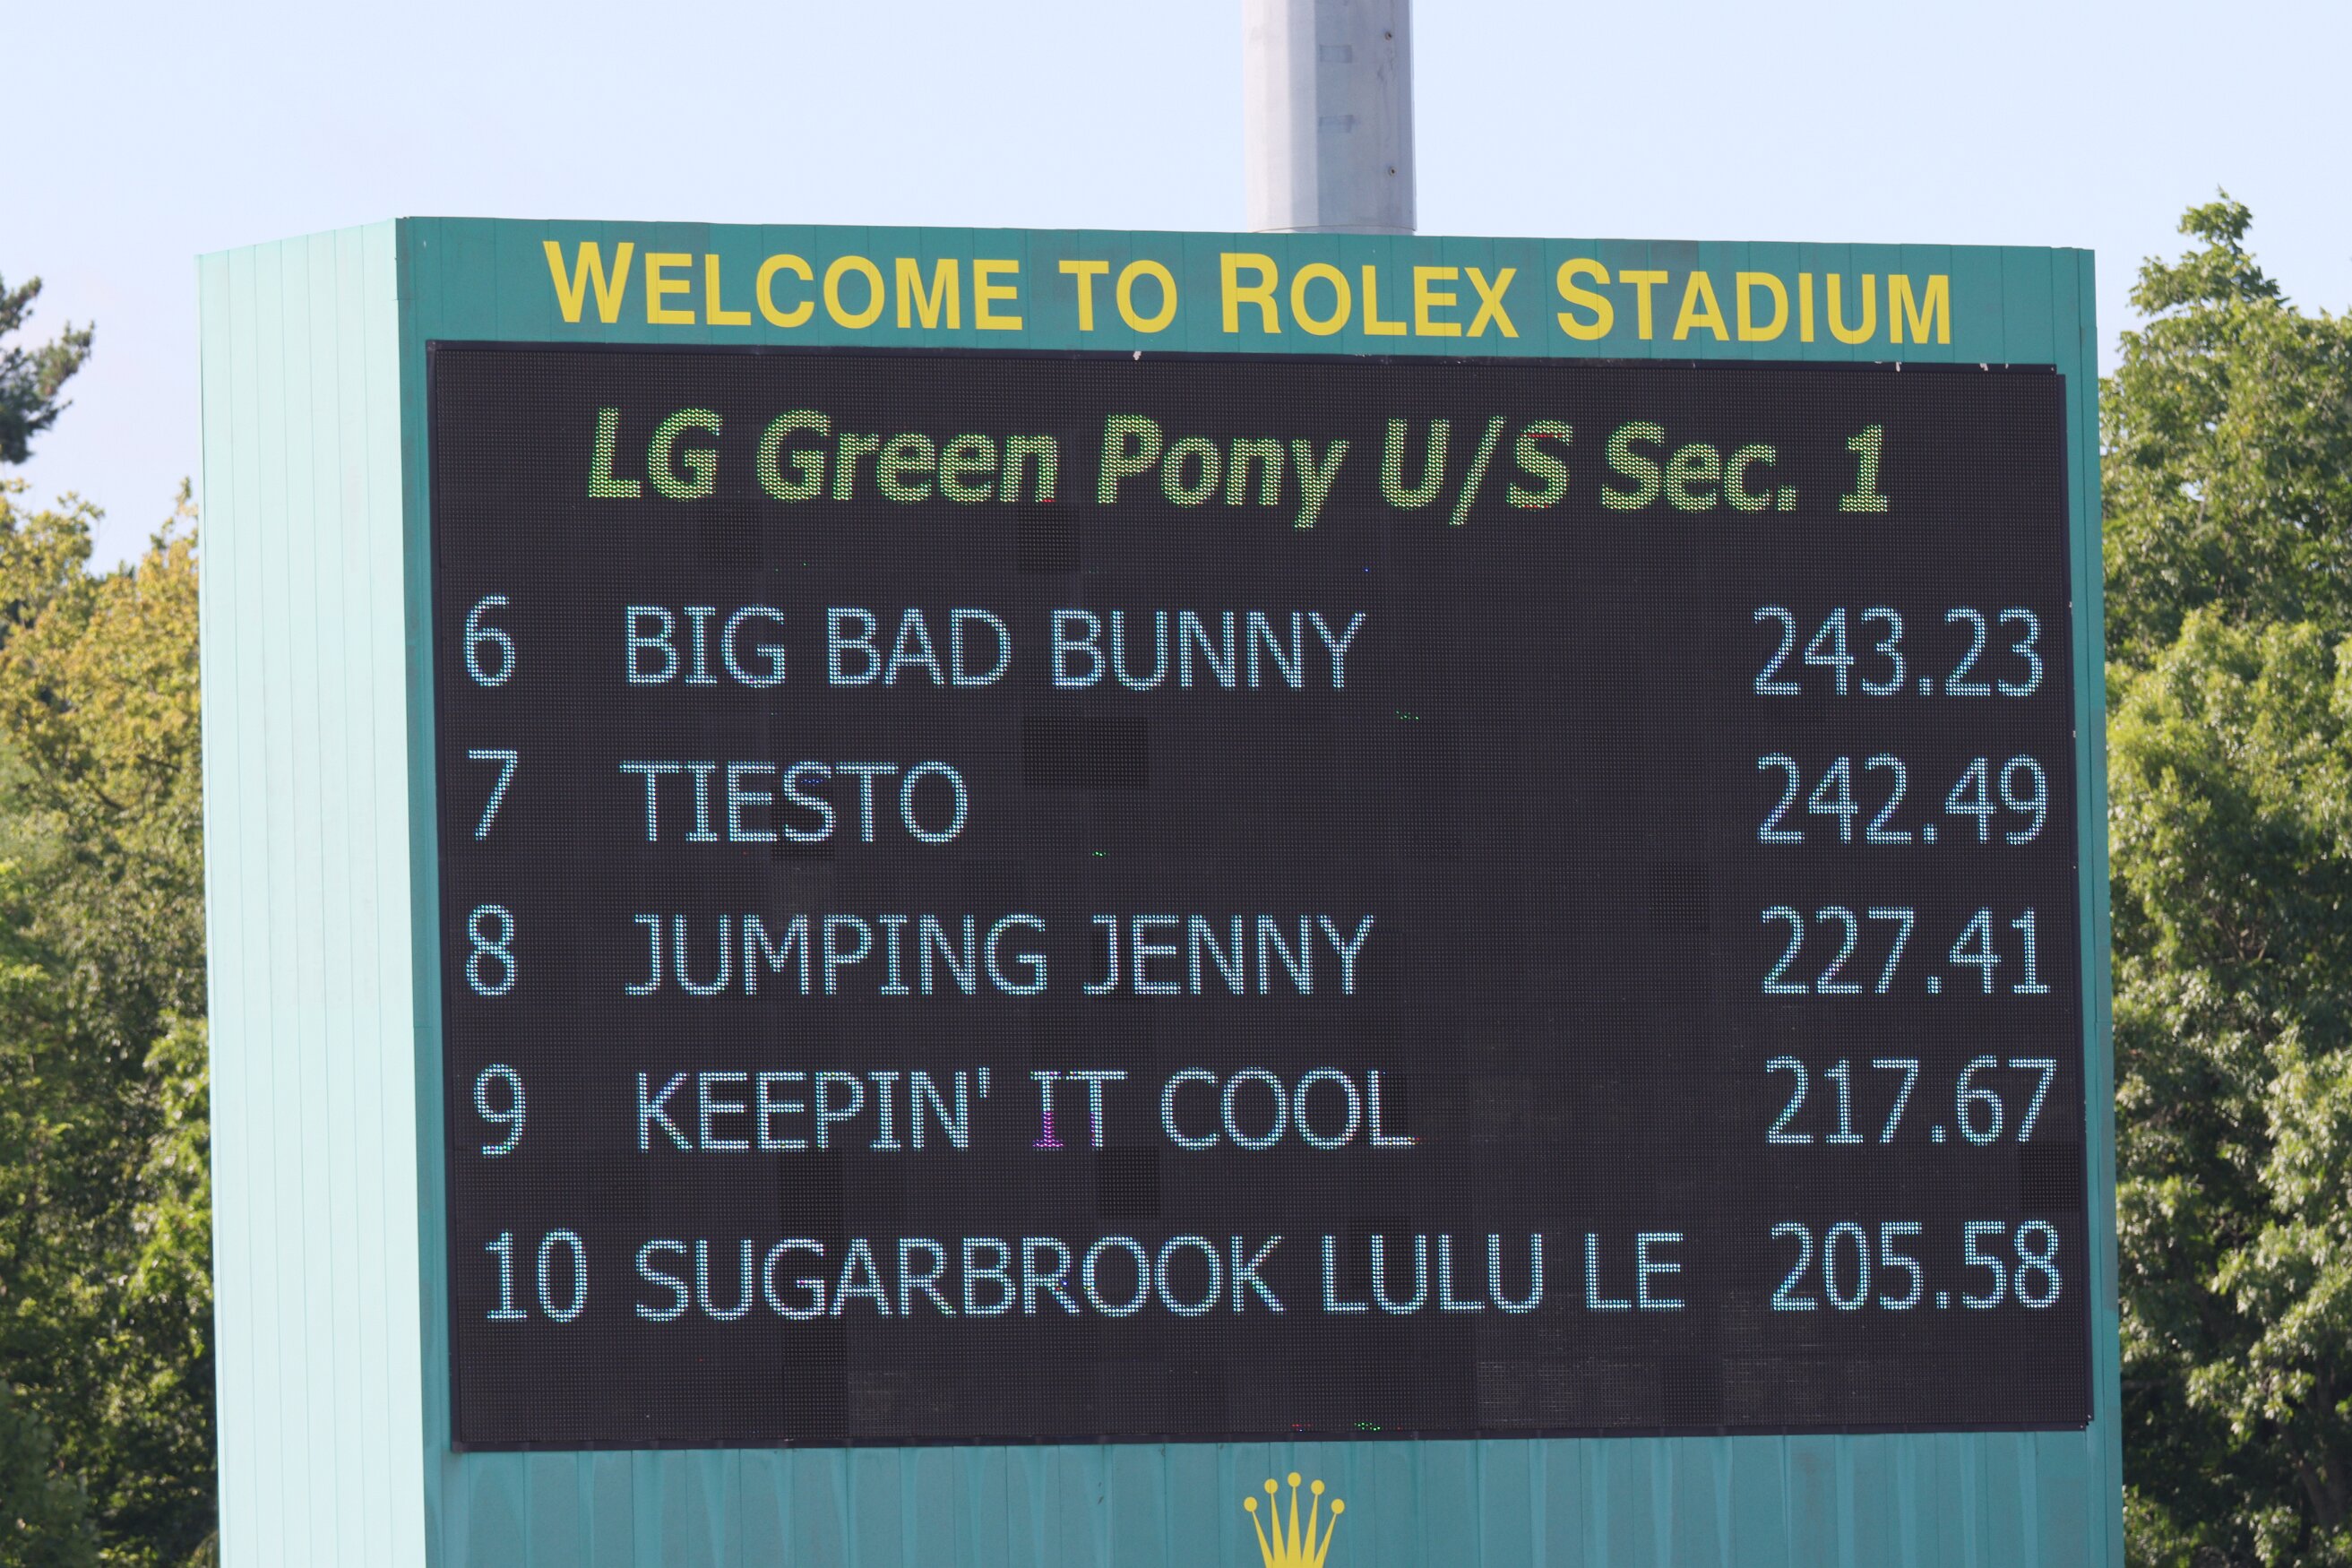 WELCOME TO ROLEX STADIUM
LG Green Pony U/S Sec. 1
6 BIG BAD BUNNY 243.23
7 TIESTO 242.49
8 JUMPING JENNY 227.41
9 KEEPIN' IT COOL 217.67
10 SUGARBROOK LULU LE 205.58